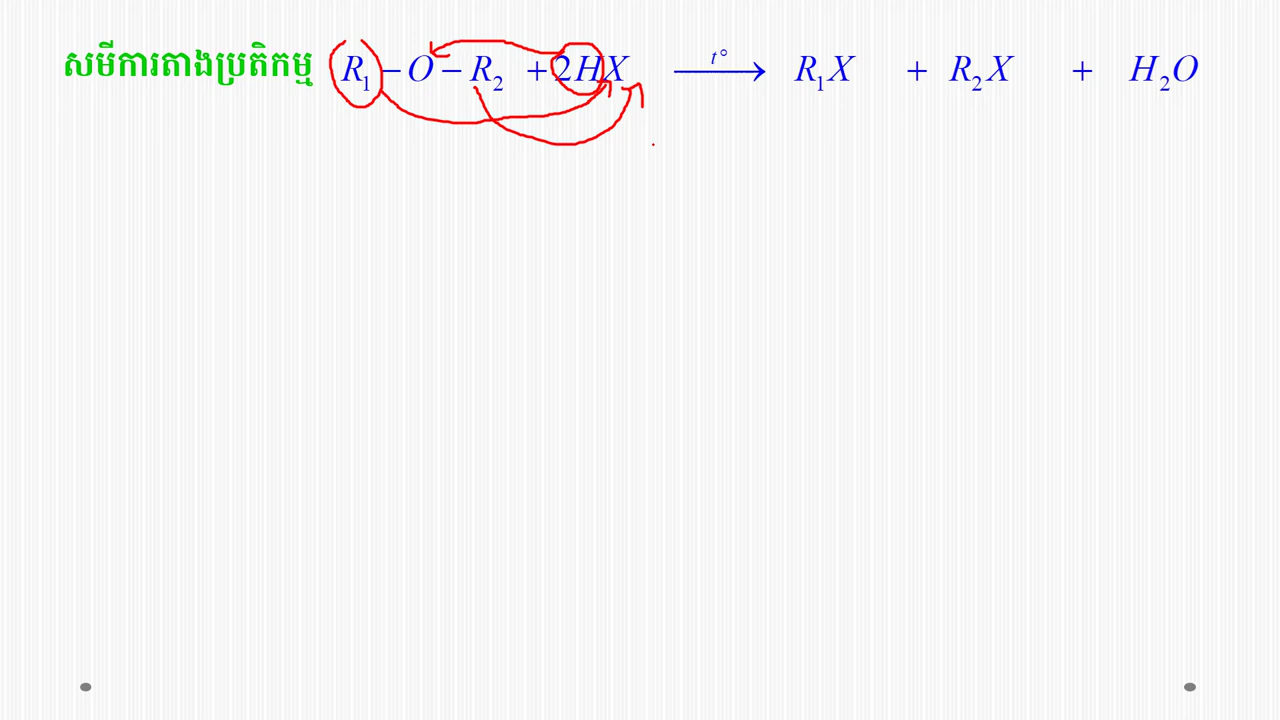 សមីការតាងប្រតិកម្ម R₁ – O – R₂ + 2HX ⟶ t° R₁X + R₂X + H₂O